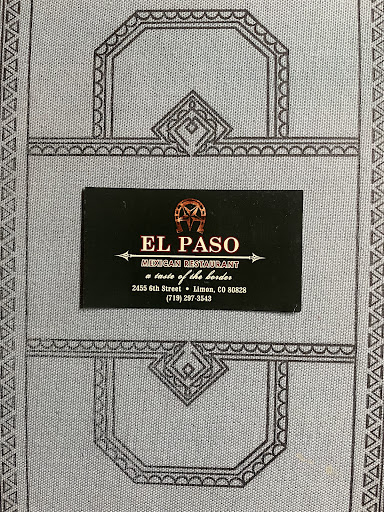 EL PASO
MEXICAN RESTAURANT
a taste of the border
2455 6th Street • Limon, CO 80828
(719) 297-3543